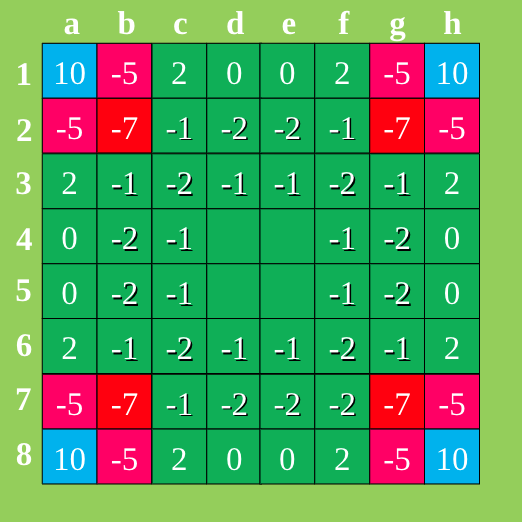 a b c d e f g h
1 10 -5 2 0 0 2 -5 10
2 -5 -7 -1 -2 -2 -1 -7 -5
3 2 -1 -2 -1 -1 -2 -1 2
4 0 -2 -1 -1 -2 0
5 0 -2 -1 -1 -2 0
6 2 -1 -2 -1 -1 -2 -1 2
7 -5 -7 -1 -2 -2 -2 -7 -5
8 10 -5 2 0 0 2 -5 10